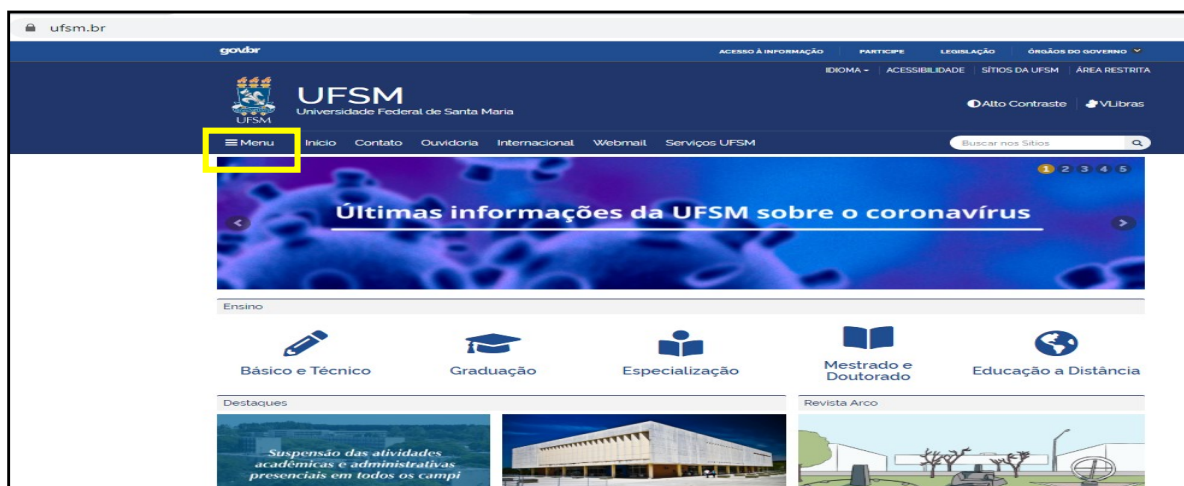 ufsm.br
govbr ACESSO À INFORMAÇÃO PARTICIPE LEGISLAÇÃO ÓRGÃOS DO GOVERNO
IDIOMA ACESSIBILIDADE SÍTIOS DA UFSM ÁREA RESTRITA
UFSM
Universidade Federal de Santa Maria
UFSM
Alto Contraste VLibras
Menu Início Contato Ouvidoria Internacional Webmail Serviços UFSM Buscar nos Sítios
1 2 3 4 5
Últimas informações da UFSM sobre o coronavírus
Ensino
Básico e Técnico Graduação Especialização Mestrado e Doutorado Educação a Distância
Destaques Revista Arco
Suspensão das atividades
acadêmicas e administrativas
presenciais em todos os campi